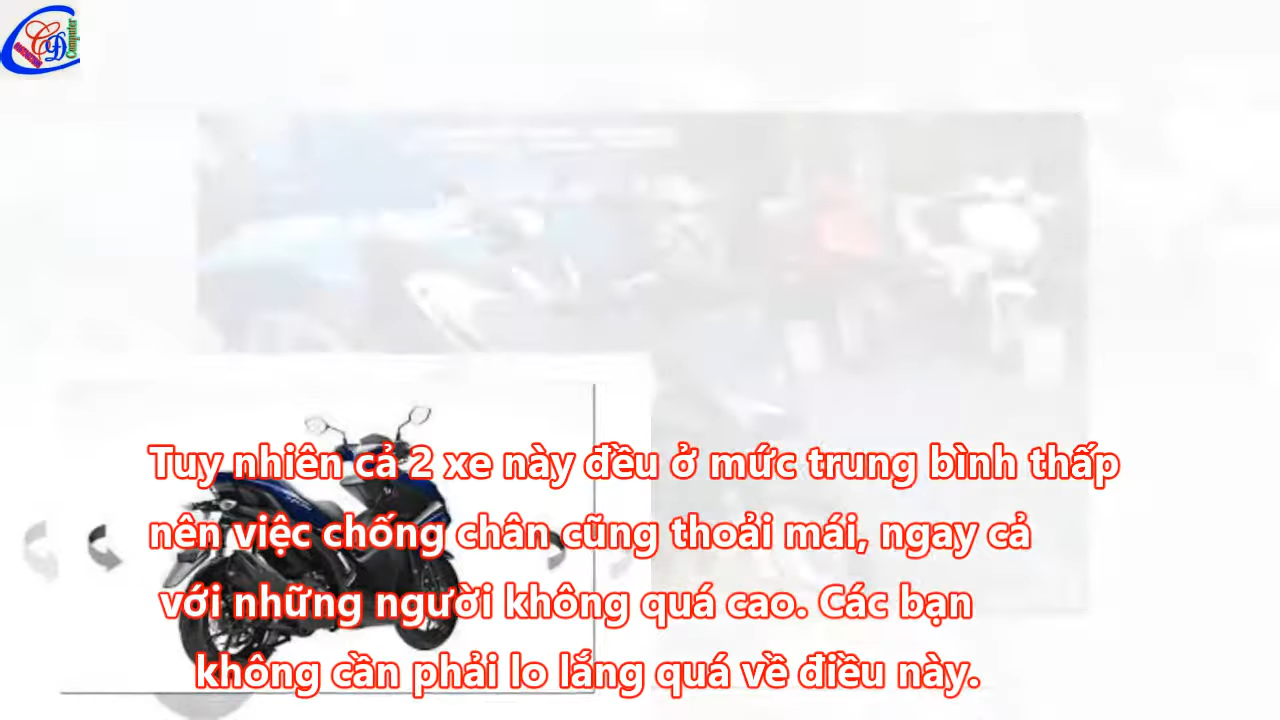 Computer
Tuy nhiên cả 2 xe này đều ở mức trung bình thấp
nên việc chống chân cũng thoải mái, ngay cả
với những người không quá cao. Các bạn
không cần phải lo lắng quá về điều này.